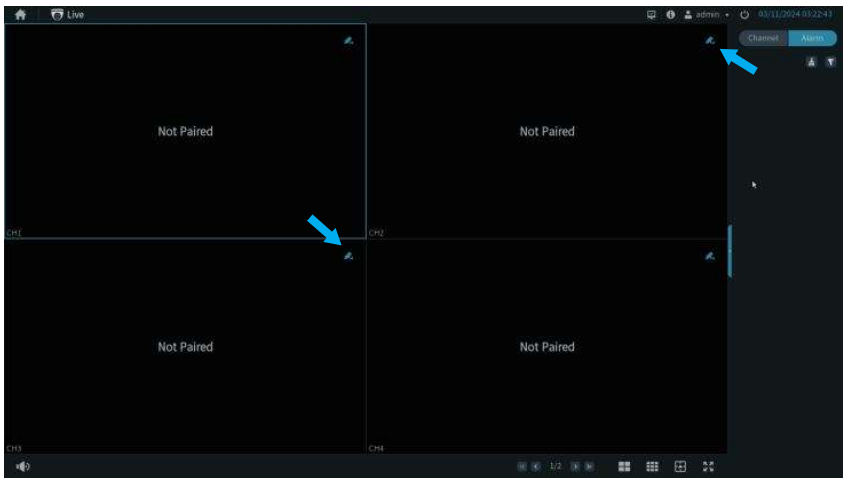 Live
admin
03/11/2024 03:22:43
Channel
Alarm
Not Paired
Not Paired
CH1
CH2
Not Paired
Not Paired
CH3
CH4
1/2